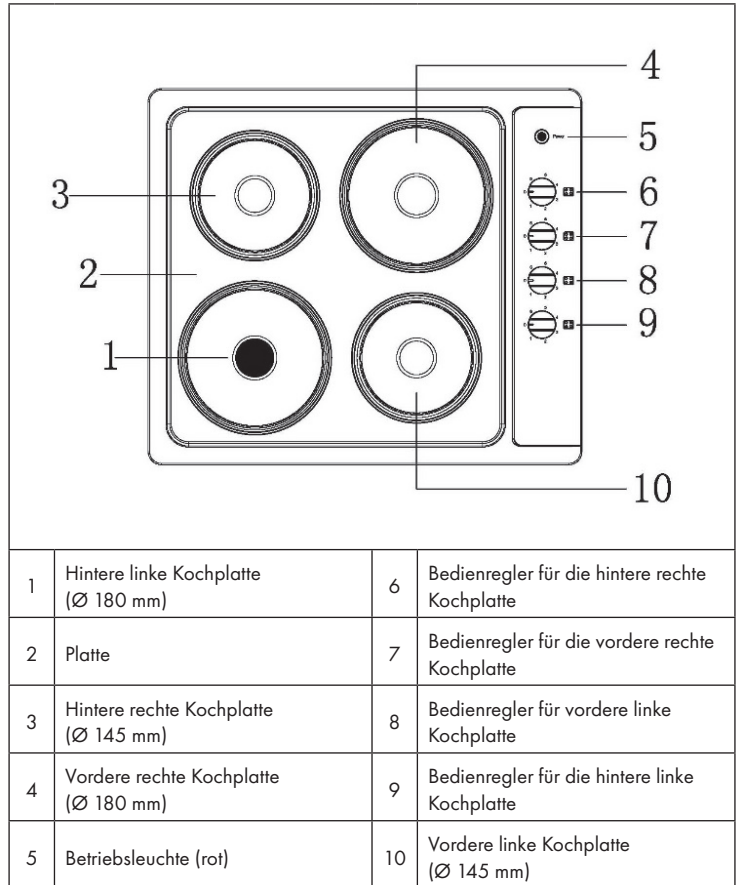 4
5
Power
3
6
7
2
8
9
1
10
1 Hintere linke Kochplatte
(Ø 180 mm)
6 Bedienregler für die hintere rechte
Kochplatte
2 Platte
7 Bedienregler für die vordere rechte
Kochplatte
3 Hintere rechte Kochplatte
(Ø 145 mm)
8 Bedienregler für vordere linke
Kochplatte
4 Vordere rechte Kochplatte
(Ø 180 mm)
9 Bedienregler für die hintere linke
Kochplatte
5 Betriebsleuchte (rot)
10 Vordere linke Kochplatte
(Ø 145 mm)